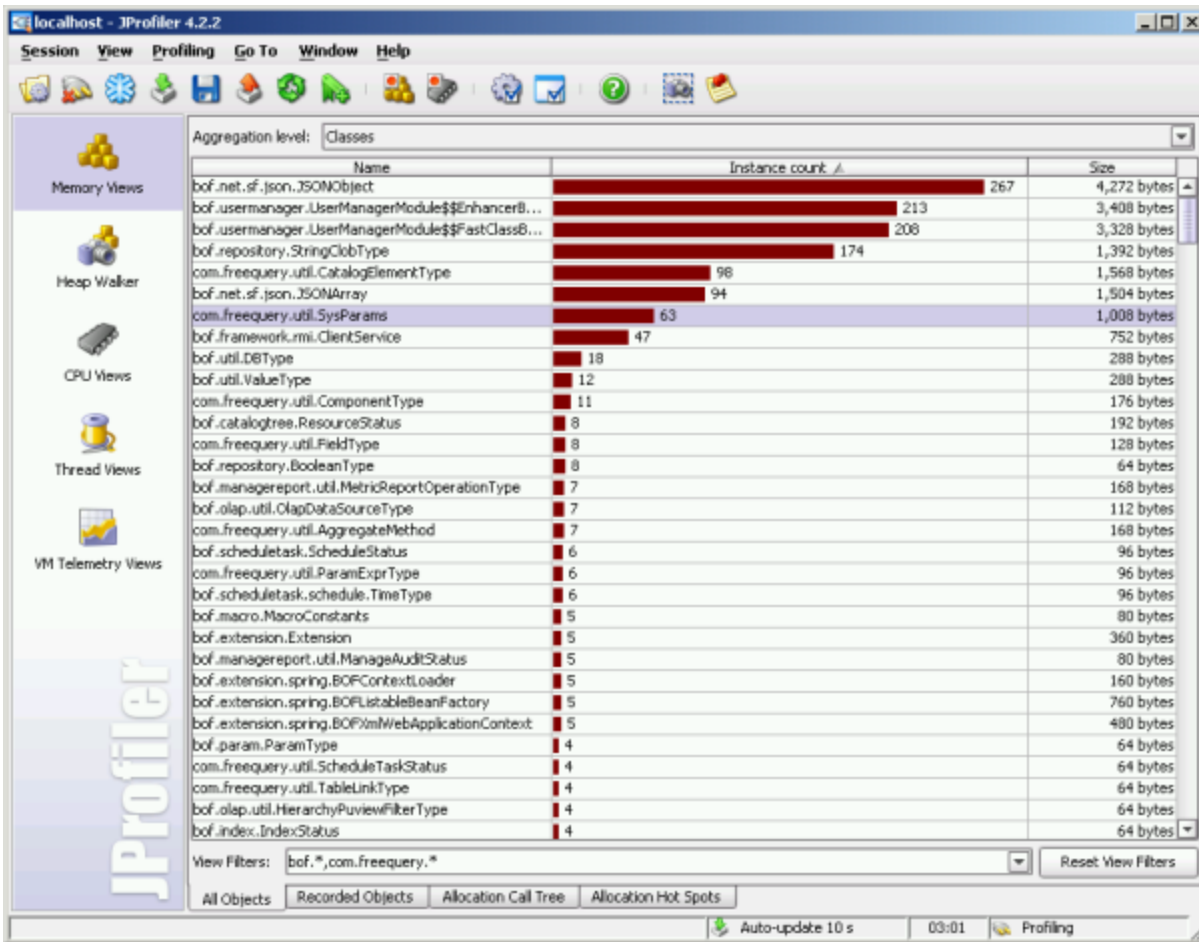 localhost - JProfiler 4.2.2
Session View Profiling Go To Window Help
Aggregation level: Classes
Name Instance count Size
Memory Views
Heap Walker
CPU Views
Thread Views
VM Telemetry Views
JProfiler
bof.net.sf.json.JSONObject 267 4,272 bytes
bof.usermanager.UserManagerModule$$EnhancerB... 213 3,408 bytes
bof.usermanager.UserManagerModule$$FastClassB... 208 3,328 bytes
bof.repository.StringClobType 174 1,392 bytes
com.freequery.util.CatalogElementType 98 1,568 bytes
bof.net.sf.json.JSONArray 94 1,504 bytes
com.freequery.util.SysParams 63 1,008 bytes
bof.framework.rmi.ClientService 47 752 bytes
bof.util.DBType 18 288 bytes
bof.util.ValueType 12 288 bytes
com.freequery.util.ComponentType 11 176 bytes
bof.catalogtree.ResourceStatus 8 192 bytes
com.freequery.util.FieldType 8 128 bytes
bof.repository.BooleanType 8 64 bytes
bof.managereport.util.MetricReportOperationType 7 168 bytes
bof.olap.util.OlapDataSourceType 7 112 bytes
com.freequery.util.AggregateMethod 7 168 bytes
bof.scheduletask.ScheduleStatus 6 96 bytes
com.freequery.util.ParamExprType 6 96 bytes
bof.scheduletask.schedule.TimeType 6 96 bytes
bof.macro.MacroConstants 5 80 bytes
bof.extension.Extension 5 360 bytes
bof.managereport.util.ManageAuditStatus 5 80 bytes
bof.extension.spring.BOFContextLoader 5 160 bytes
bof.extension.spring.BOFListableBeanFactory 5 760 bytes
bof.extension.spring.BOFXmlWebApplicationContext 5 480 bytes
bof.param.ParamType 4 64 bytes
com.freequery.util.ScheduleTaskStatus 4 64 bytes
com.freequery.util.TableLinkType 4 64 bytes
bof.olap.util.HierarchyPuviewFilterType 4 64 bytes
bof.index.IndexStatus 4 64 bytes
View Filters: bof.*,com.freequery.* Reset View Filters
All Objects Recorded Objects Allocation Call Tree Allocation Hot Spots
Auto-update 10 s 03:01 Profiling